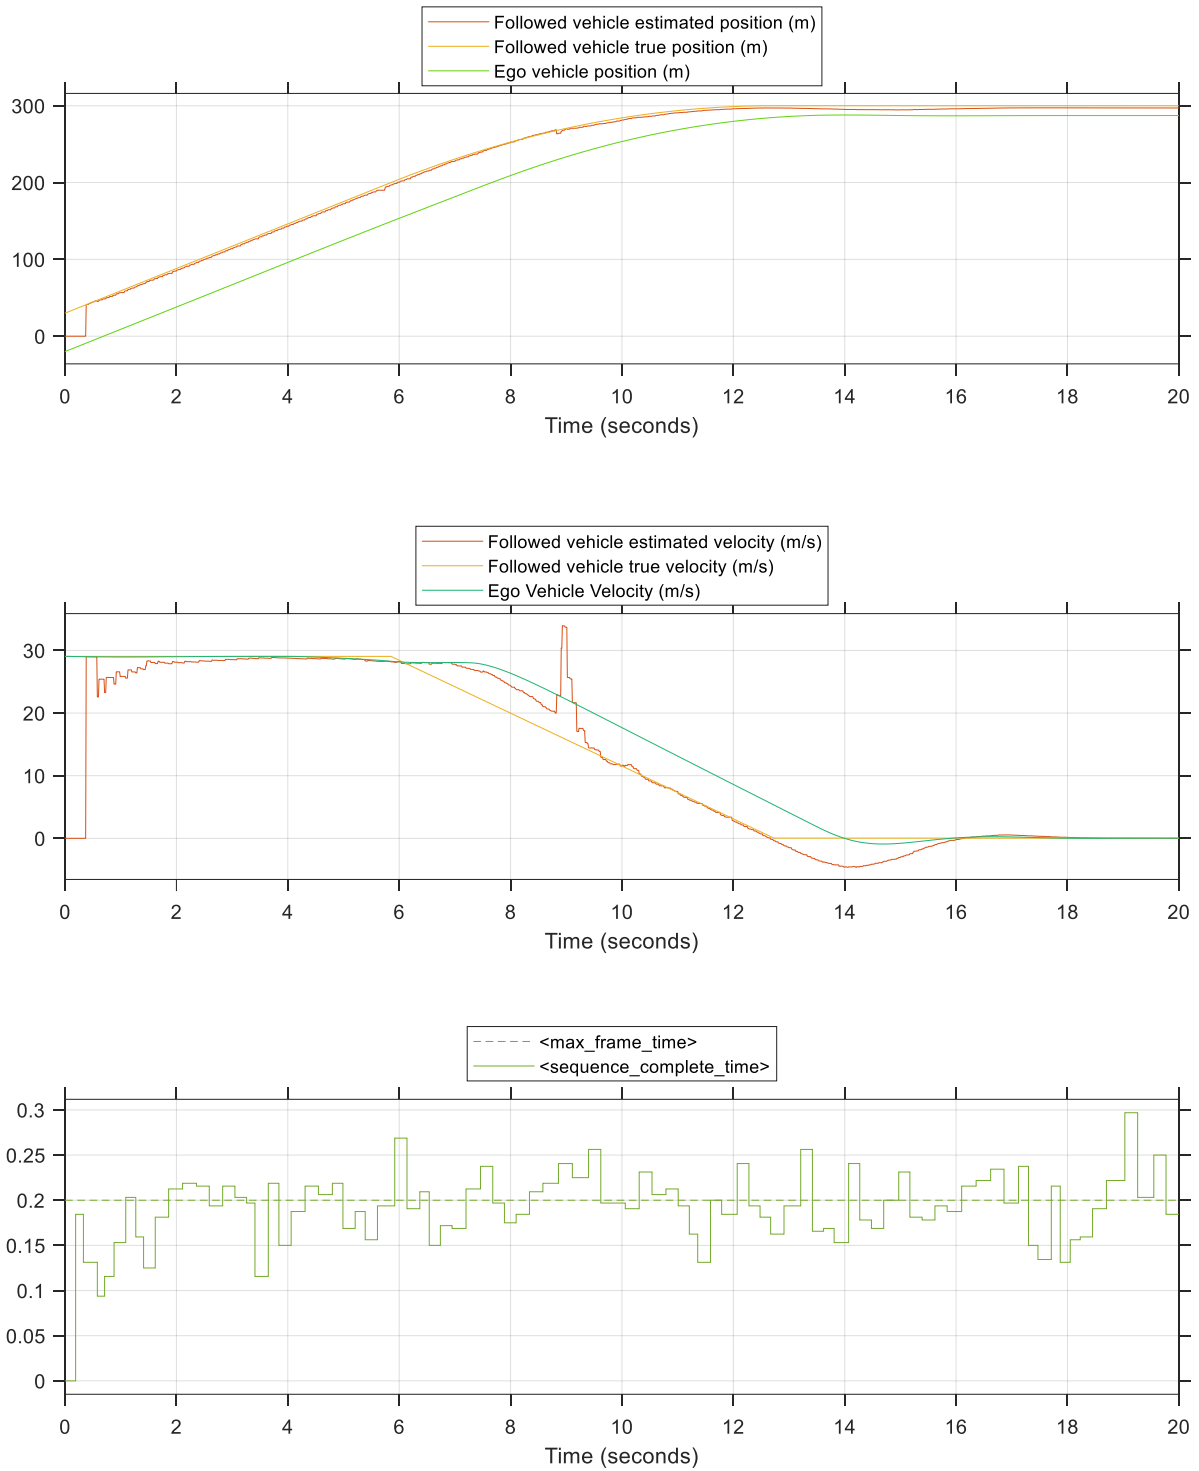 Followed vehicle estimated position (m)
Followed vehicle true position (m)
Ego vehicle position (m)
300
200
100
0
0 2 4 6 8 10 12 14 16 18 20
Time (seconds)
Followed vehicle estimated velocity (m/s)
Followed vehicle true velocity (m/s)
Ego Vehicle Velocity (m/s)
30
20
10
0
0 2 4 6 8 10 12 14 16 18 20
Time (seconds)
<max_frame_time>
<sequence_complete_time>
0.3
0.25
0.2
0.15
0.1
0.05
0
0 2 4 6 8 10 12 14 16 18 20
Time (seconds)